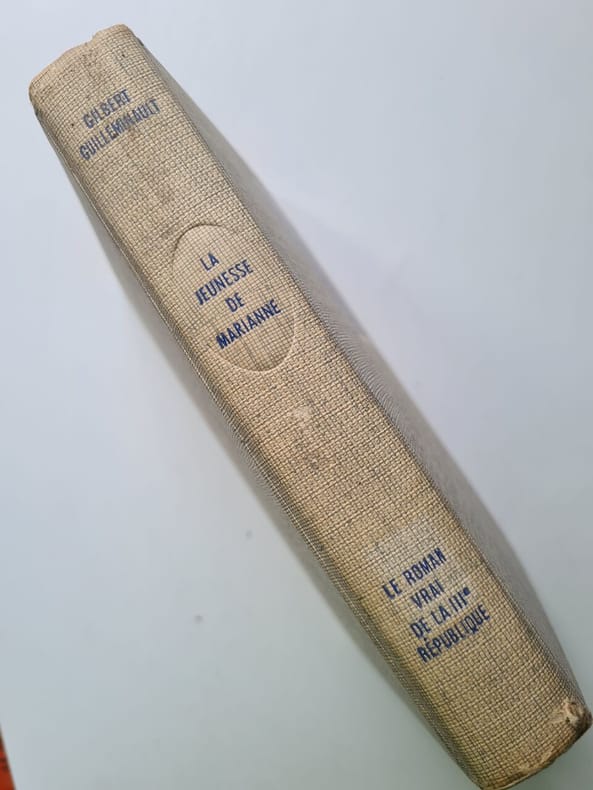 GILBERT
GUILLEMINAULT
LA
JEUNESSE
DE
MARIANNE
LE ROMAN
VRAI
DE LA IIIe
RÉPUBLIQUE